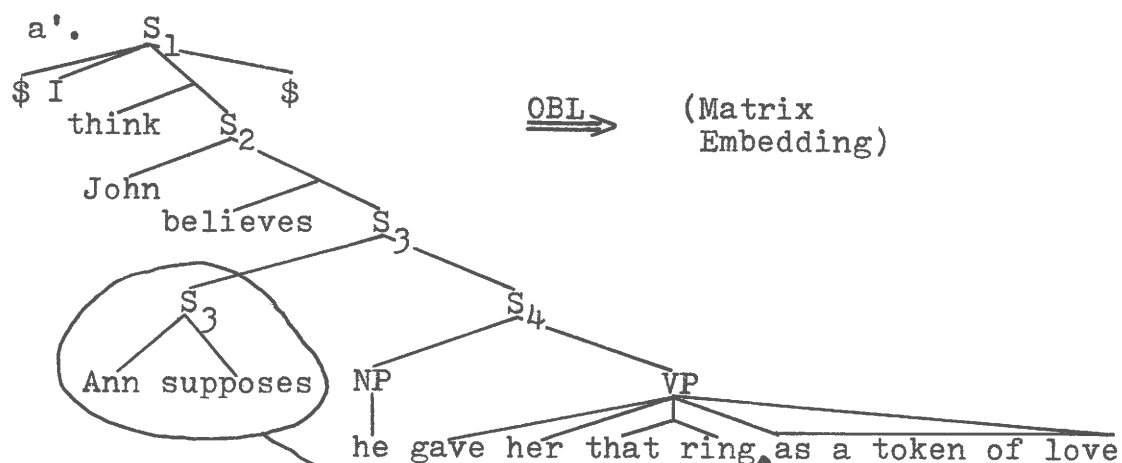 a'. S1
$ I $
think S2 OBL (Matrix
Embedding)
John
believes S3
S3 S4
Ann supposes NP VP
he gave her that ring as a token of love